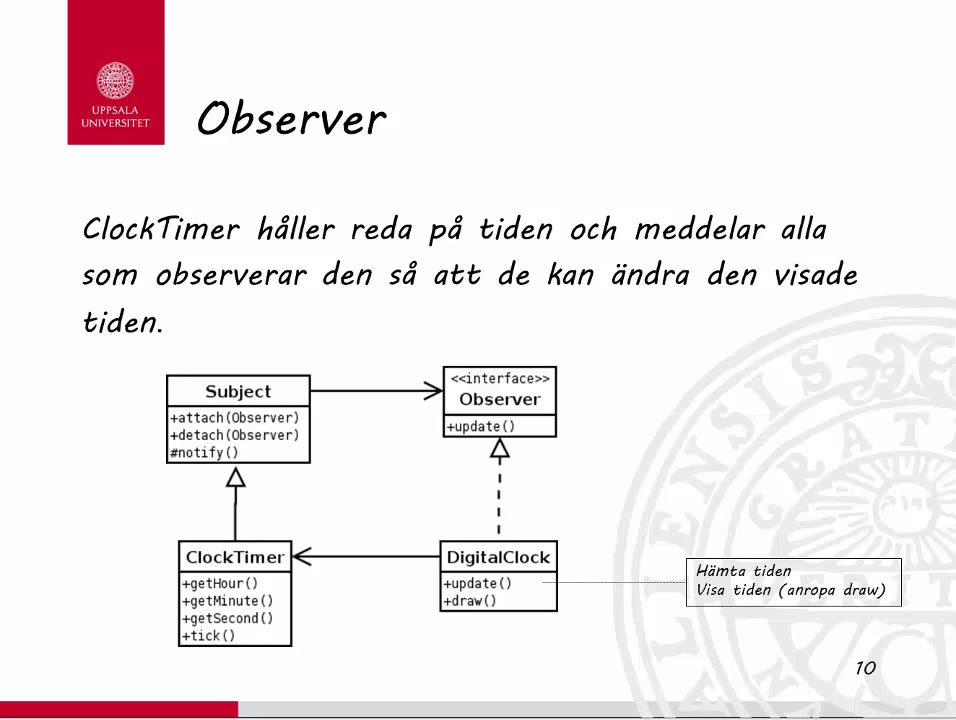 UPPSALA
UNIVERSITET
Observer
ClockTimer håller reda på tiden och meddelar alla
som observerar den så att de kan ändra den visade
tiden.
Subject
+attach(Observer)
+detach(Observer)
#notify()
<<interface>>
Observer
+update()
ClockTimer
+getHour()
+getMinute()
+getSecond()
+tick()
DigitalClock
+update()
+draw()
Hämta tiden
Visa tiden (anropa draw)
10